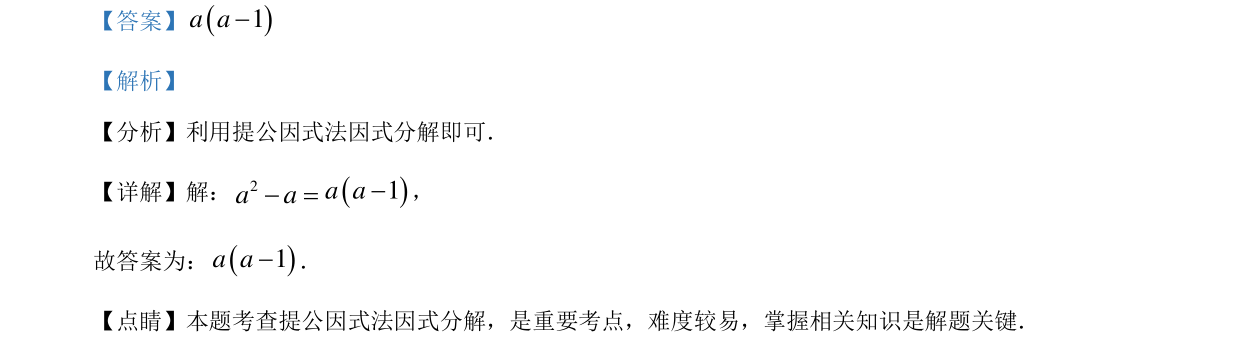 【答案】a(a−1)
【解析】
【分析】利用提公因式法因式分解即可．
【详解】解：a²−a=a(a−1)，
故答案为：a(a−1)．
【点睛】本题考查提公因式法因式分解，是重要考点，难度较易，掌握相关知识是解题关键．